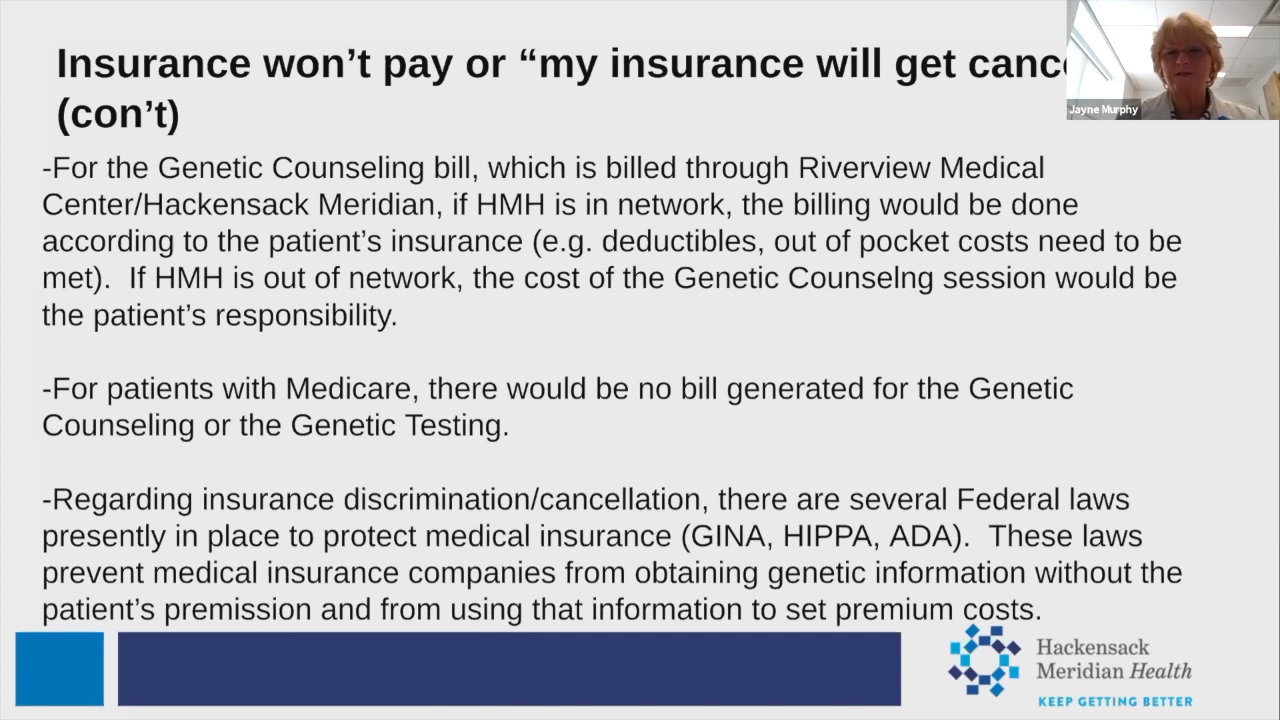 Insurance won’t pay or “my insurance will get
(con’t)
Jayne Murphy
-For the Genetic Counseling bill, which is billed through Riverview Medical
Center/Hackensack Meridian, if HMH is in network, the billing would be done
according to the patient’s insurance (e.g. deductibles, out of pocket costs need to be
met).  If HMH is out of network, the cost of the Genetic Counselng session would be
the patient’s responsibility.
-For patients with Medicare, there would be no bill generated for the Genetic
Counseling or the Genetic Testing.
-Regarding insurance discrimination/cancellation, there are several Federal laws
presently in place to protect medical insurance (GINA, HIPPA, ADA).  These laws
prevent medical insurance companies from obtaining genetic information without the
patient’s premission and from using that information to set premium costs.
Hackensack
Meridian Health
KEEP GETTING BETTER